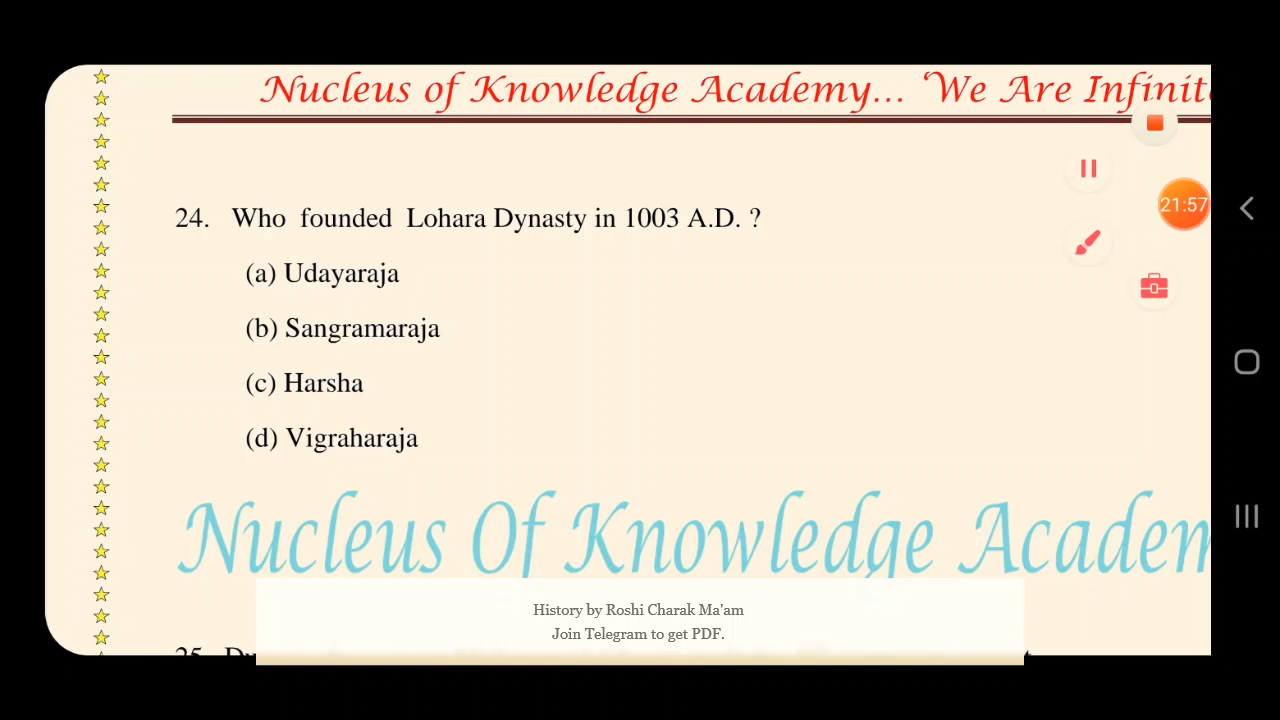 Nucleus of Knowledge Academy... 'We Are Infinit
21:57
24. Who founded Lohara Dynasty in 1003 A.D. ?
(a) Udayaraja
(b) Sangramaraja
(c) Harsha
(d) Vigraharaja
Nucleus Of Knowledge Academ
History by Roshi Charak Ma'am
Join Telegram to get PDF.
25.